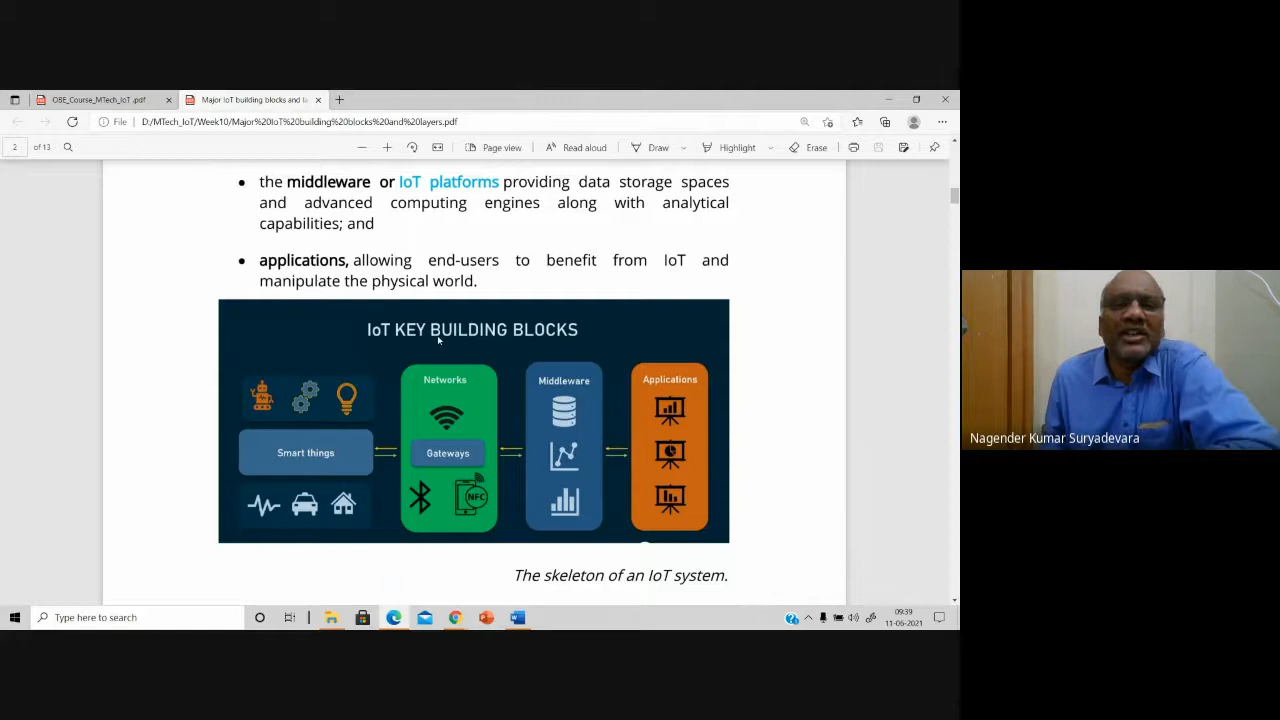 OBE_Course_MTech_IoT .pdf
Major IoT building blocks and la
File
D:/MTech_IoT/Week10/Major%20IoT%20building%20blocks%20and%20layers.pdf
2 of 13
Page view
Read aloud
Draw
Highlight
Erase
• the middleware or IoT platforms providing data storage spaces
and advanced computing engines along with analytical
capabilities; and
• applications, allowing end-users to benefit from IoT and
manipulate the physical world.
IoT KEY BUILDING BLOCKS
Networks
Middleware
Applications
Smart things
Gateways
NFC
The skeleton of an IoT system.
Nagender Kumar Suryadevara
Type here to search
09:39
11-06-2021